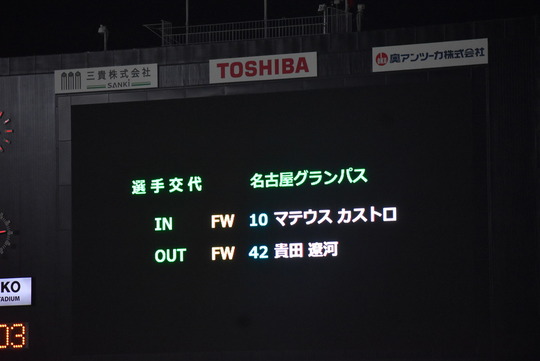 三貴株式会社
SANKI
TOSHIBA
奥アンツーカ株式会社
選手交代 名古屋グランパス
IN FW 10 マテウス カストロ
OUT FW 42 貴田 遼河
KO
STADIUM
03